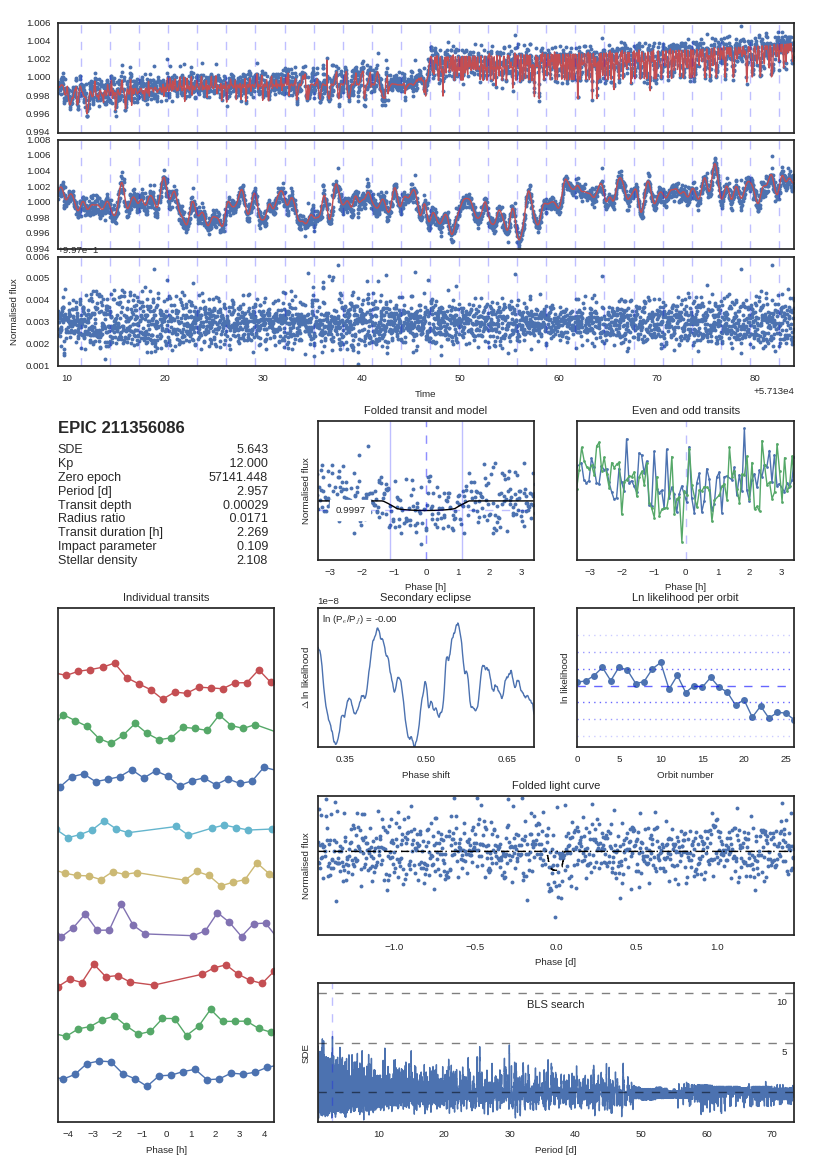 1.006
1.004
1.002
1.000
0.998
0.996
0.994
1.008
1.006
1.004
1.002
1.000
0.998
0.996
0.994
+9.97e−1
0.006
0.005
0.004
0.003
0.002
0.001
Normalised flux
10 20 30 40 50 60 70 80
Time
+5.713e4
EPIC 211356086
SDE 5.643
Kp 12.000
Zero epoch 57141.448
Period [d] 2.957
Transit depth 0.00029
Radius ratio 0.0171
Transit duration [h] 2.269
Impact parameter 0.109
Stellar density 2.108
Folded transit and model
Normalised flux
0.9997
−3 −2 −1 0 1 2 3
Phase [h]
Even and odd transits
−3 −2 −1 0 1 2 3
Phase [h]
Individual transits
−4 −3 −2 −1 0 1 2 3 4
Phase [h]
Secondary eclipse
1e−8
ln (Pₑ/P𝑓) = -0.00
Δ ln likelihood
0.35 0.50 0.65
Phase shift
Ln likelihood per orbit
ln likelihood
0 5 10 15 20 25
Orbit number
Folded light curve
Normalised flux
−1.0 −0.5 0.0 0.5 1.0
Phase [d]
BLS search
10
5
SDE
10 20 30 40 50 60 70
Period [d]